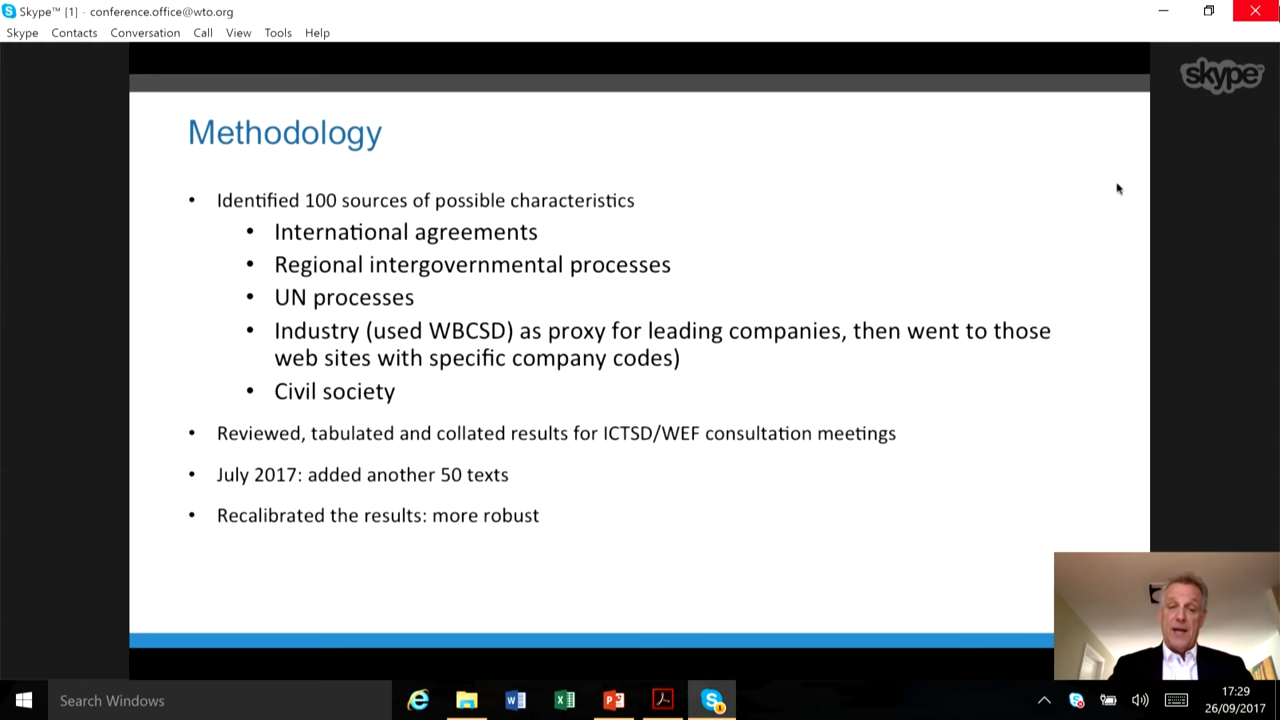 Skype™ [1] - conference.office@wto.org
Skype Contacts Conversation Call View Tools Help
skype™
Methodology
• Identified 100 sources of possible characteristics
• International agreements
• Regional intergovernmental processes
• UN processes
• Industry (used WBCSD) as proxy for leading companies, then went to those
web sites with specific company codes)
• Civil society
• Reviewed, tabulated and collated results for ICTSD/WEF consultation meetings
• July 2017: added another 50 texts
• Recalibrated the results: more robust
Search Windows
17:29
26/09/2017